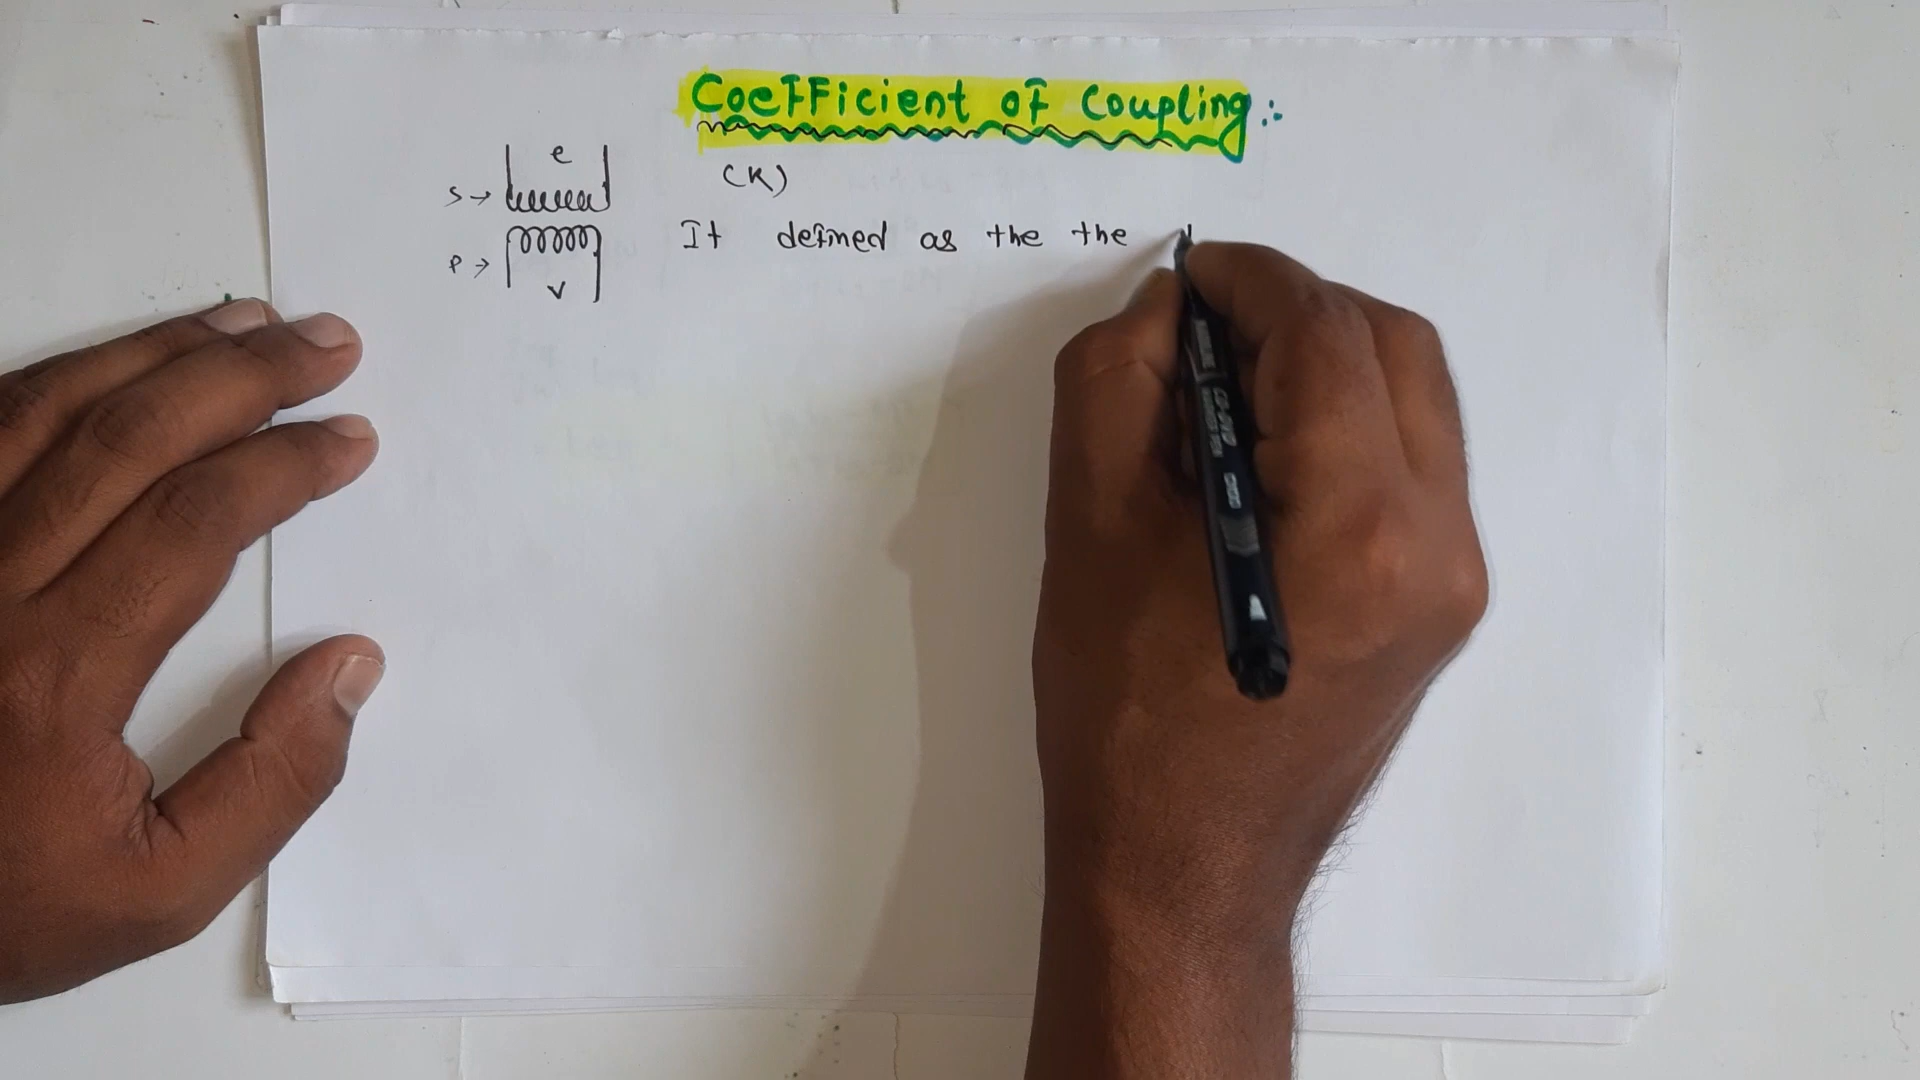 Coefficient of Coupling:
(K)
e
S →
P →
V
It defined as the the